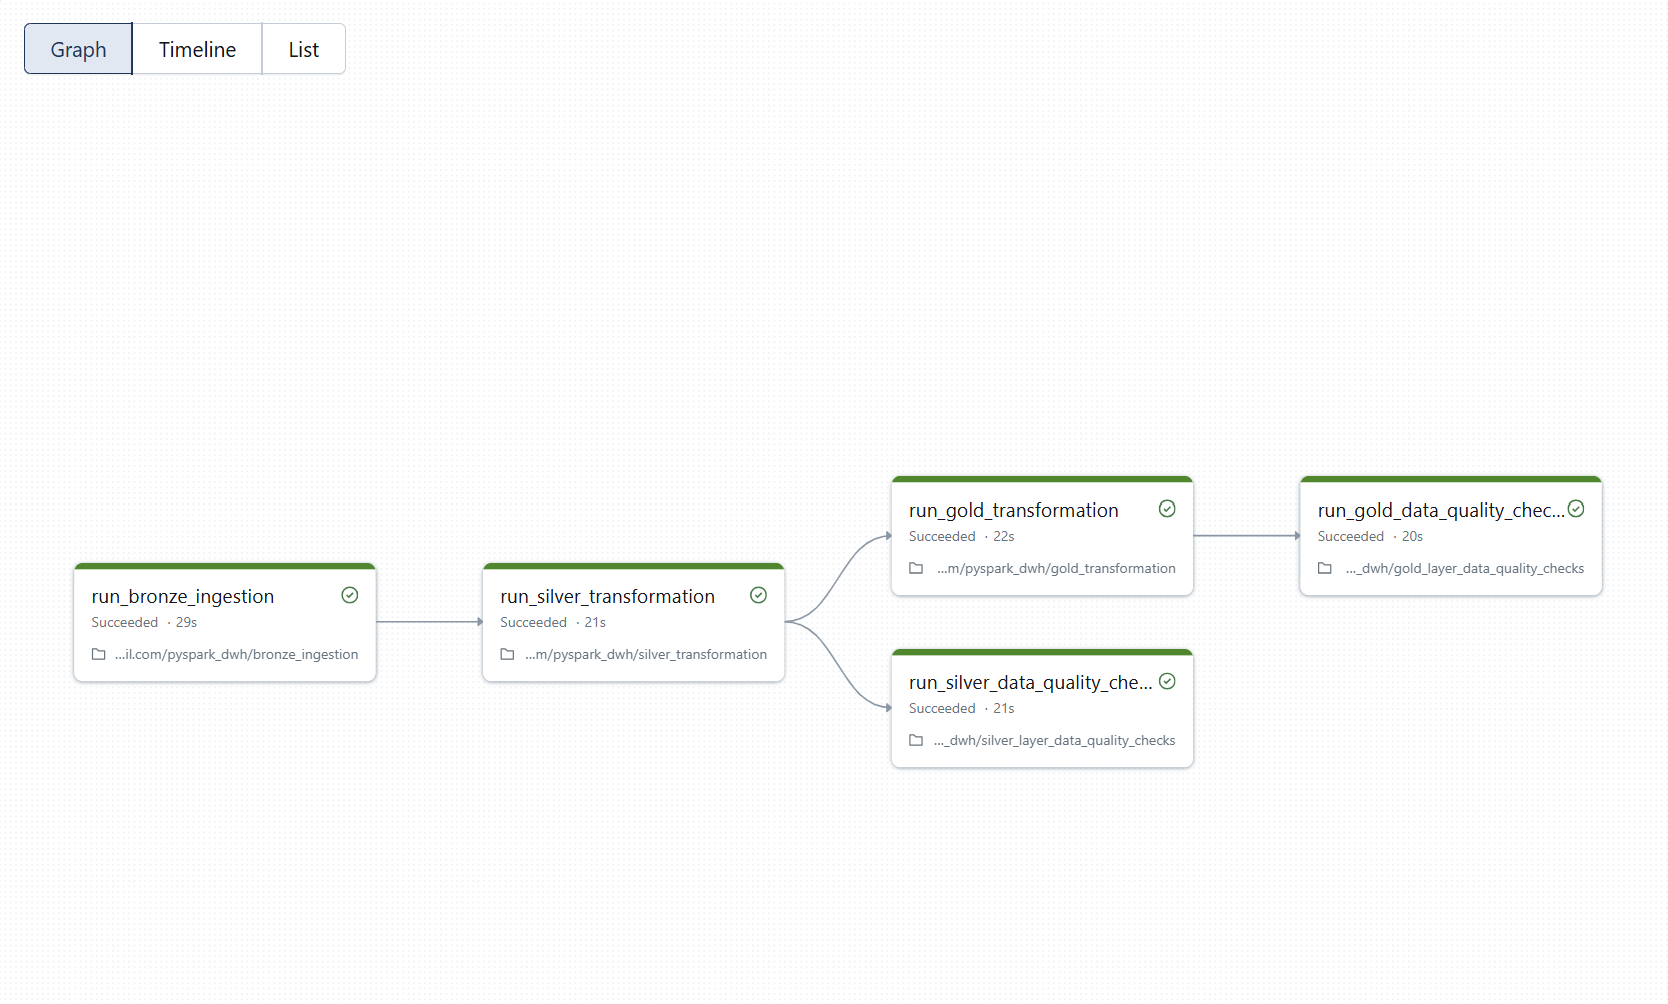 Graph
Timeline
List
run_bronze_ingestion
Succeeded · 29s
...il.com/pyspark_dwh/bronze_ingestion
run_silver_transformation
Succeeded · 21s
...m/pyspark_dwh/silver_transformation
run_gold_transformation
Succeeded · 22s
...m/pyspark_dwh/gold_transformation
run_silver_data_quality_che...
Succeeded · 21s
..._dwh/silver_layer_data_quality_checks
run_gold_data_quality_chec...
Succeeded · 20s
..._dwh/gold_layer_data_quality_checks